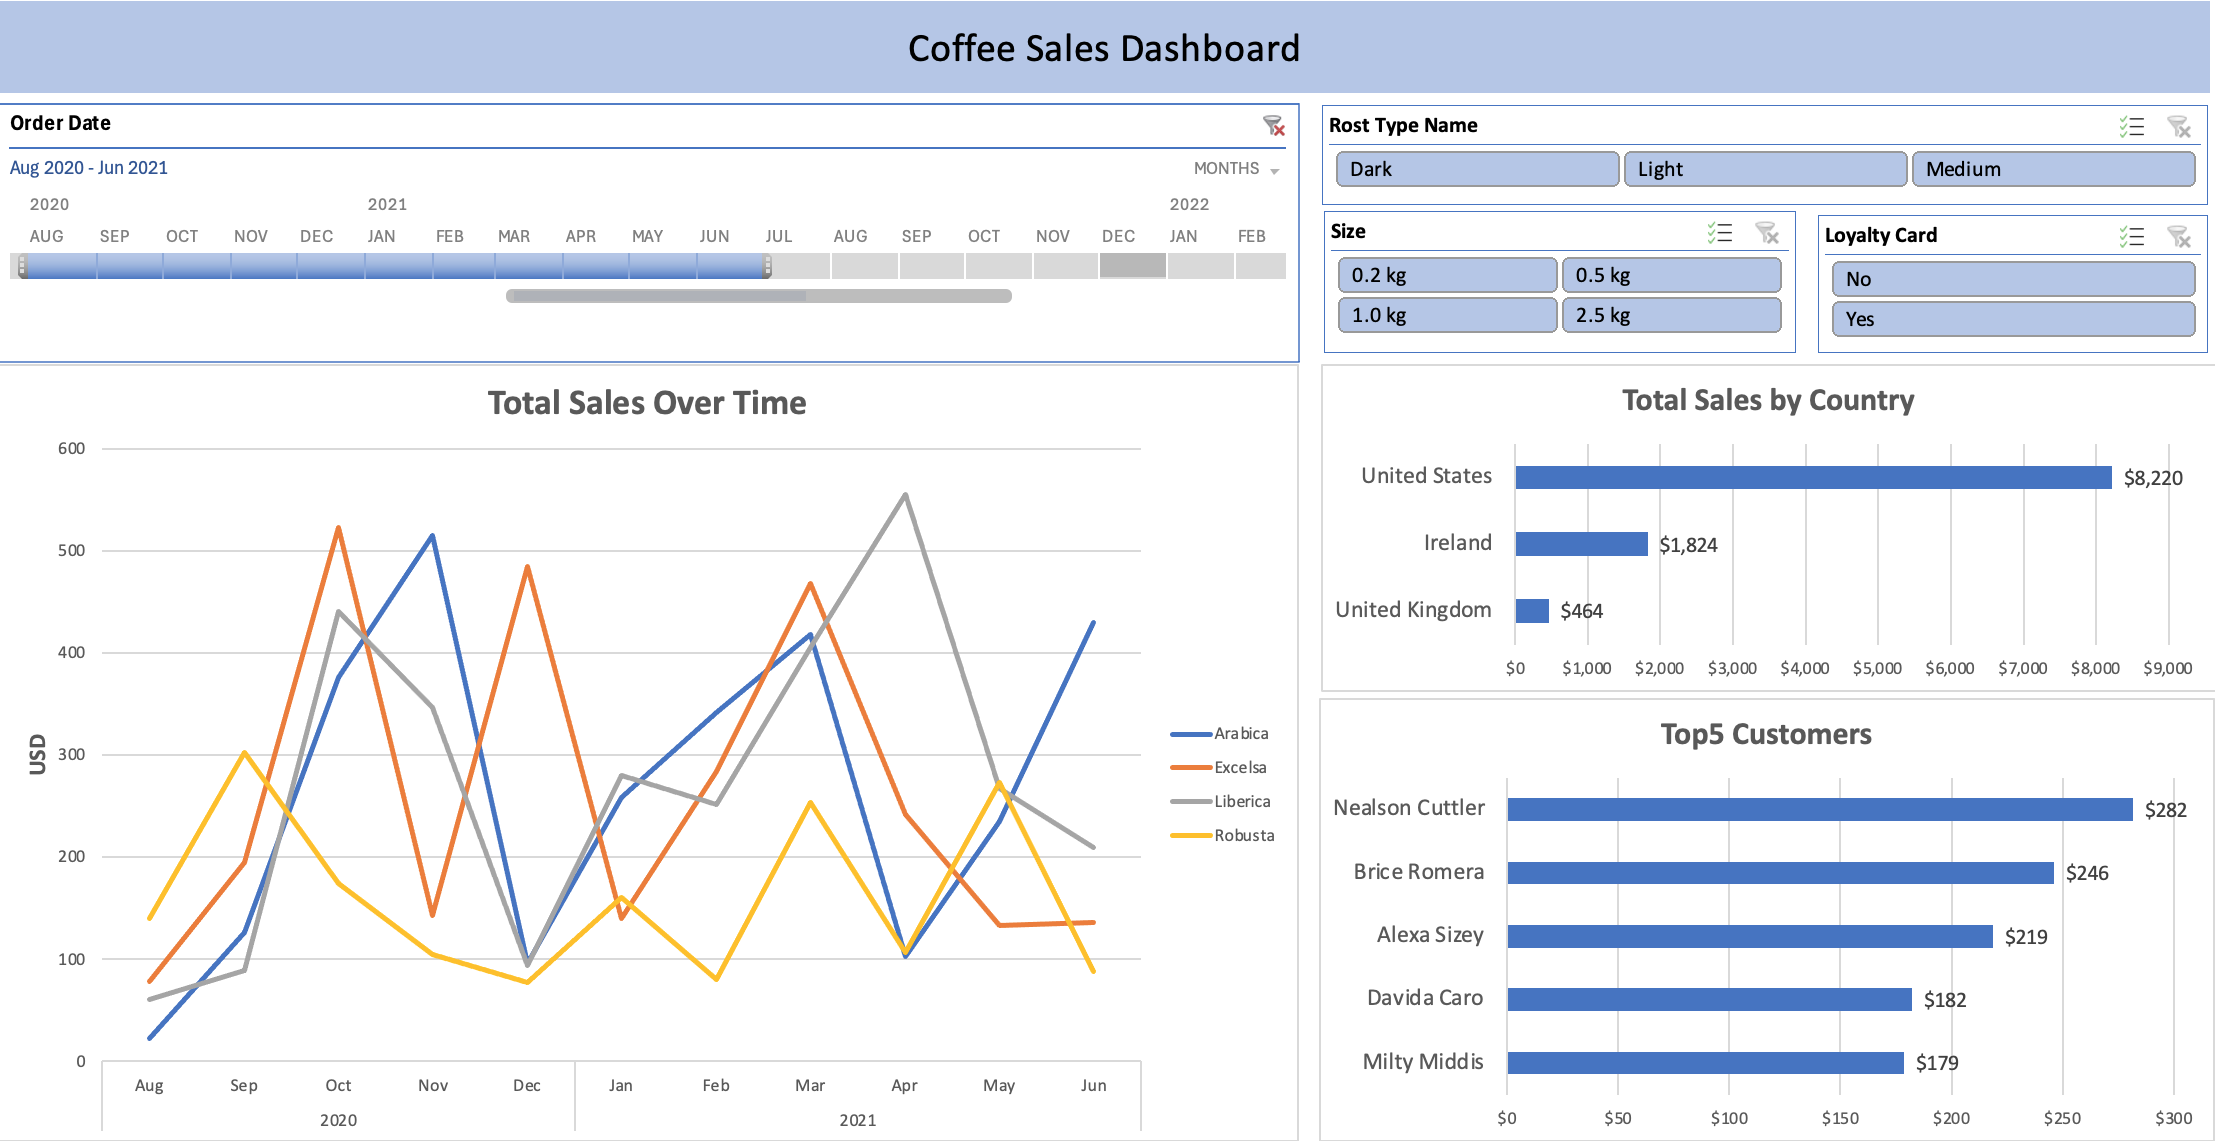 Coffee Sales Dashboard
Order Date
Aug 2020 - Jun 2021
MONTHS
2020 2021 2022
AUG SEP OCT NOV DEC JAN FEB MAR APR MAY JUN JUL AUG SEP OCT NOV DEC JAN FEB
Rost Type Name
Dark Light Medium
Size
0.2 kg 0.5 kg
1.0 kg 2.5 kg
Loyalty Card
No
Yes
Total Sales Over Time
600
500
400
300
200
100
0
USD
Aug Sep Oct Nov Dec Jan Feb Mar Apr May Jun
2020 2021
Arabica
Excelsa
Liberica
Robusta
Total Sales by Country
United States $8,220
Ireland $1,824
United Kingdom $464
$0 $1,000 $2,000 $3,000 $4,000 $5,000 $6,000 $7,000 $8,000 $9,000
Top5 Customers
Nealson Cuttler $282
Brice Romera $246
Alexa Sizey $219
Davida Caro $182
Milty Middis $179
$0 $50 $100 $150 $200 $250 $300